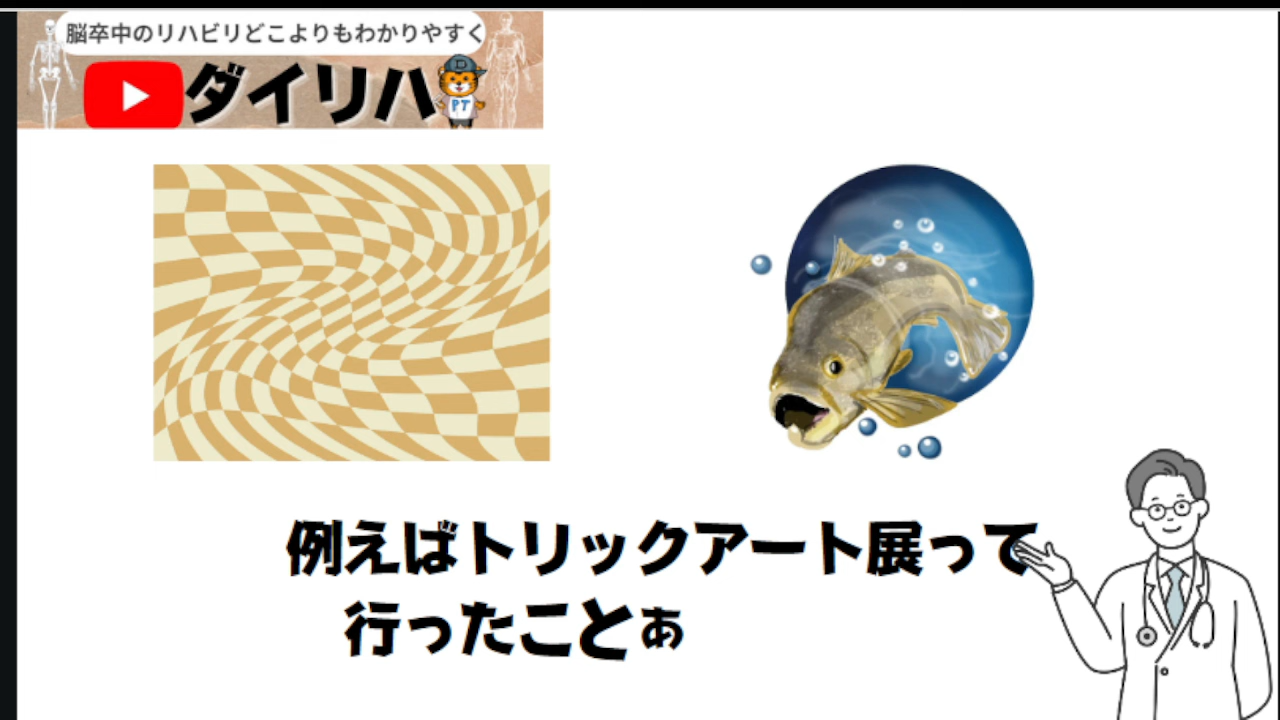 脳卒中のリハビリどこよりもわかりやすく
ダイリハ
PT
例えばトリックアート展って
行ったことあ